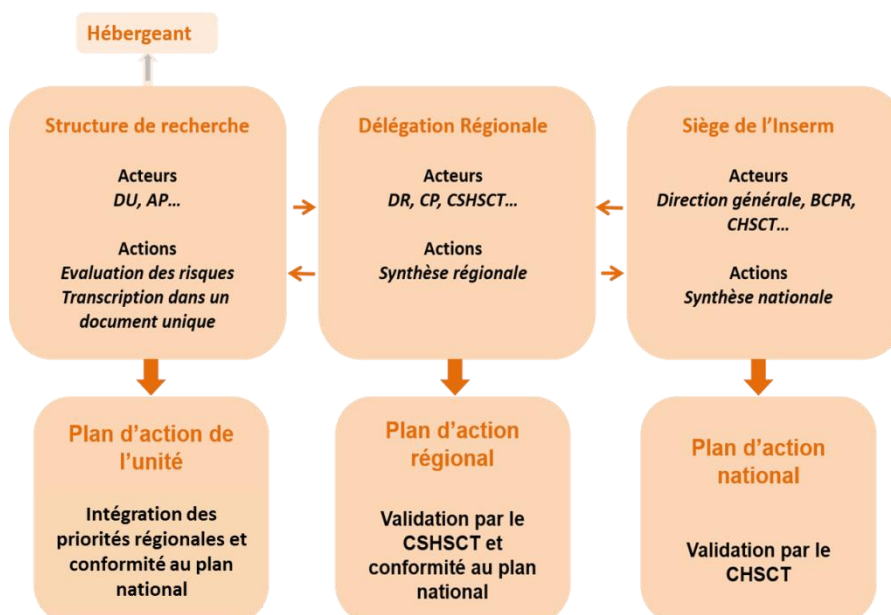 Hébergeant
Structure de recherche
Acteurs
DU, AP...
Actions
Evaluation des risques
Transcription dans un
document unique
Délégation Régionale
Acteurs
DR, CP, CSHSCT...
Actions
Synthèse régionale
Siège de l'Inserm
Acteurs
Direction générale, BCPR,
CHSCT...
Actions
Synthèse nationale
Plan d'action de
l'unité
Intégration des
priorités régionales et
conformité au plan
national
Plan d'action
régional
Validation par le
CSHSCT et
conformité au plan
national
Plan d'action
national
Validation par le
CHSCT